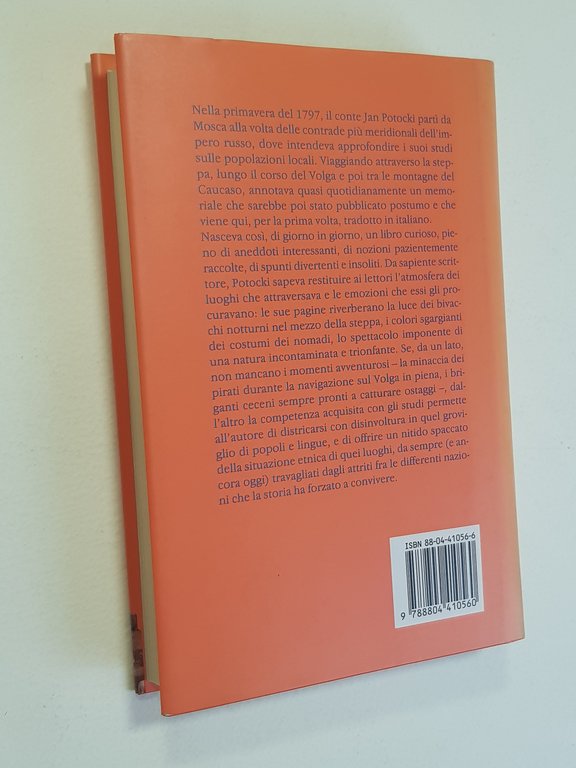 Nella primavera del 1797, il conte Jan Potocki partì da
Mosca alla volta delle contrade più meridionali dell'im-
pero russo, dove intendeva approfondire i suoi studi
sulle popolazioni locali. Viaggiando attraverso la step-
pa, lungo il corso del Volga e poi tra le montagne del
Caucaso, annotava quasi quotidianamente un memo-
riale che sarebbe poi stato pubblicato postumo e che
viene qui, per la prima volta, tradotto in italiano.
Nasceva così, di giorno in giorno, un libro curioso, pie-
no di aneddoti interessanti, di nozioni pazientemente
raccolte, di spunti divertenti e insoliti. Da sapiente scrit-
tore, Potocki sapeva restituire ai lettori l'atmosfera dei
luoghi che attraversava e le emozioni che essi gli pro-
curavano: le sue pagine riverberano la luce dei bivac-
chi notturni nel mezzo della steppa, i colori sgargianti
dei costumi dei nomadi, lo spettacolo imponente di
una natura incontaminata e trionfante. Se, da un lato,
non mancano i momenti avventurosi – la minaccia dei
pirati durante la navigazione sul Volga in piena, i bri-
ganti ceceni sempre pronti a catturare ostaggi –, dal-
l'altro la competenza acquisita con gli studi permette
all'autore di districarsi con disinvoltura in quel grovi-
glio di popoli e lingue, e di offrire un nitido spaccato
della situazione etnica di quei luoghi, da sempre (e an-
cora oggi) travagliati dagli attriti fra le differenti nazio-
ni che la storia ha forzato a convivere.
ISBN 88-04-41056-6
9 788804 410560